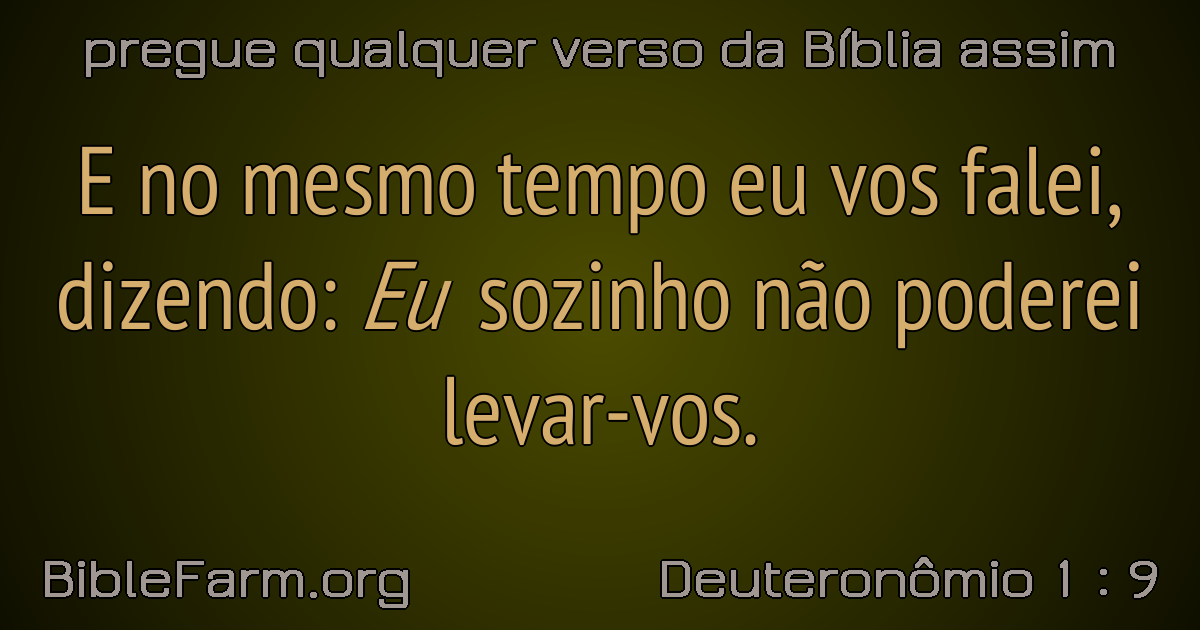 pregue qualquer verso da Bíblia assim
E no mesmo tempo eu vos falei,
dizendo: Eu sozinho não poderei
levar-vos.
BibleFarm.org
Deuteronômio 1 : 9